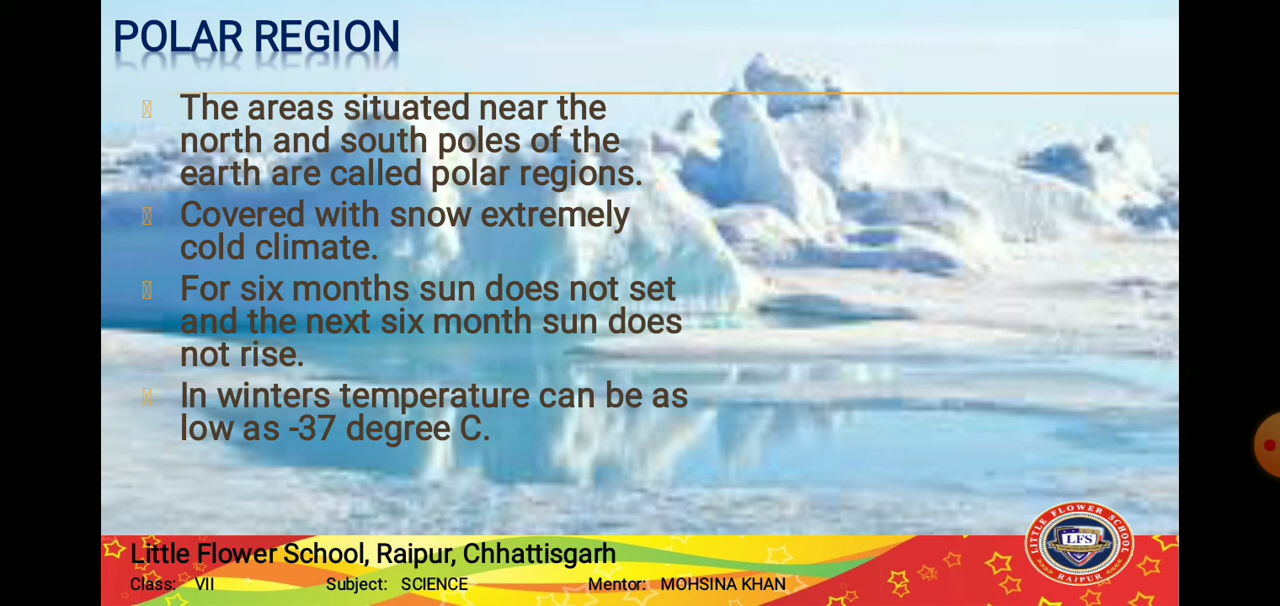 POLAR REGION
The areas situated near the
north and south poles of the
earth are called polar regions.
Covered with snow extremely
cold climate.
For six months sun does not set
and the next six month sun does
not rise.
In winters temperature can be as
low as -37 degree C.
LITTLE FLOWER SCHOOL
LFS
RAIPUR
Little Flower School, Raipur, Chhattisgarh
Class: VII Subject: SCIENCE Mentor: MOHSINA KHAN